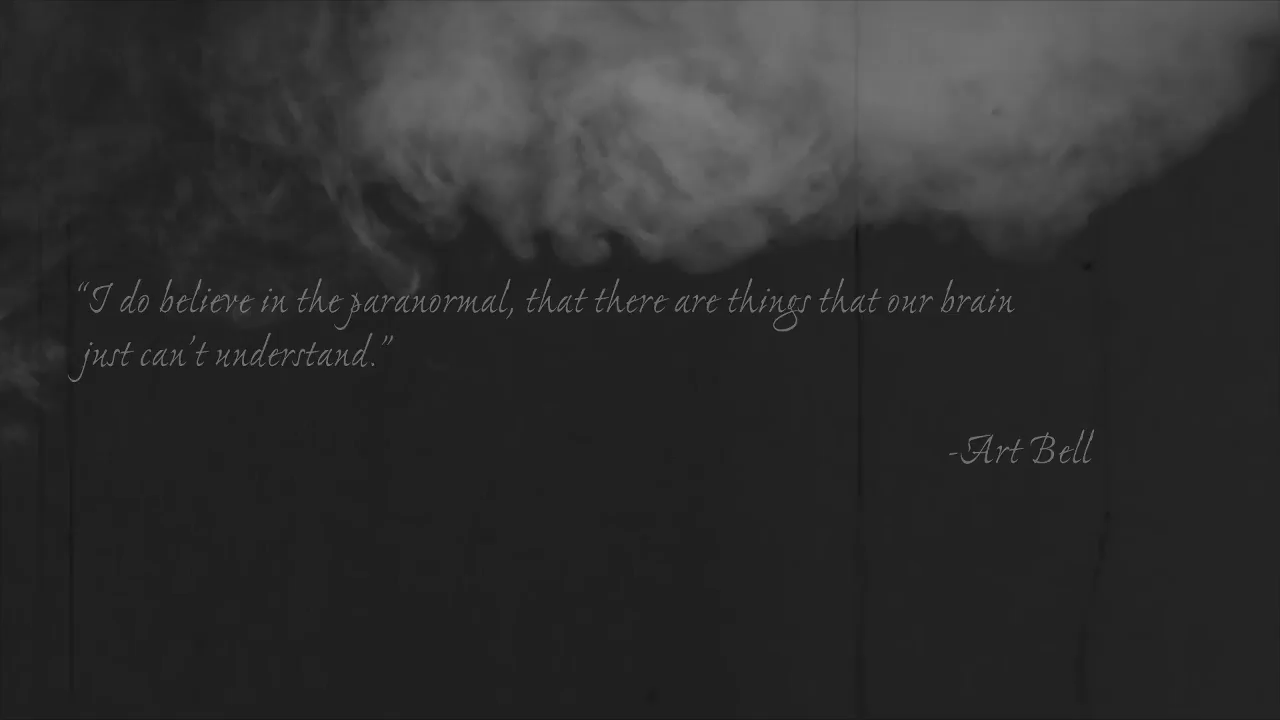 “I do believe in the paranormal, that there are things that our brain
just can’t understand.”
-Art Bell